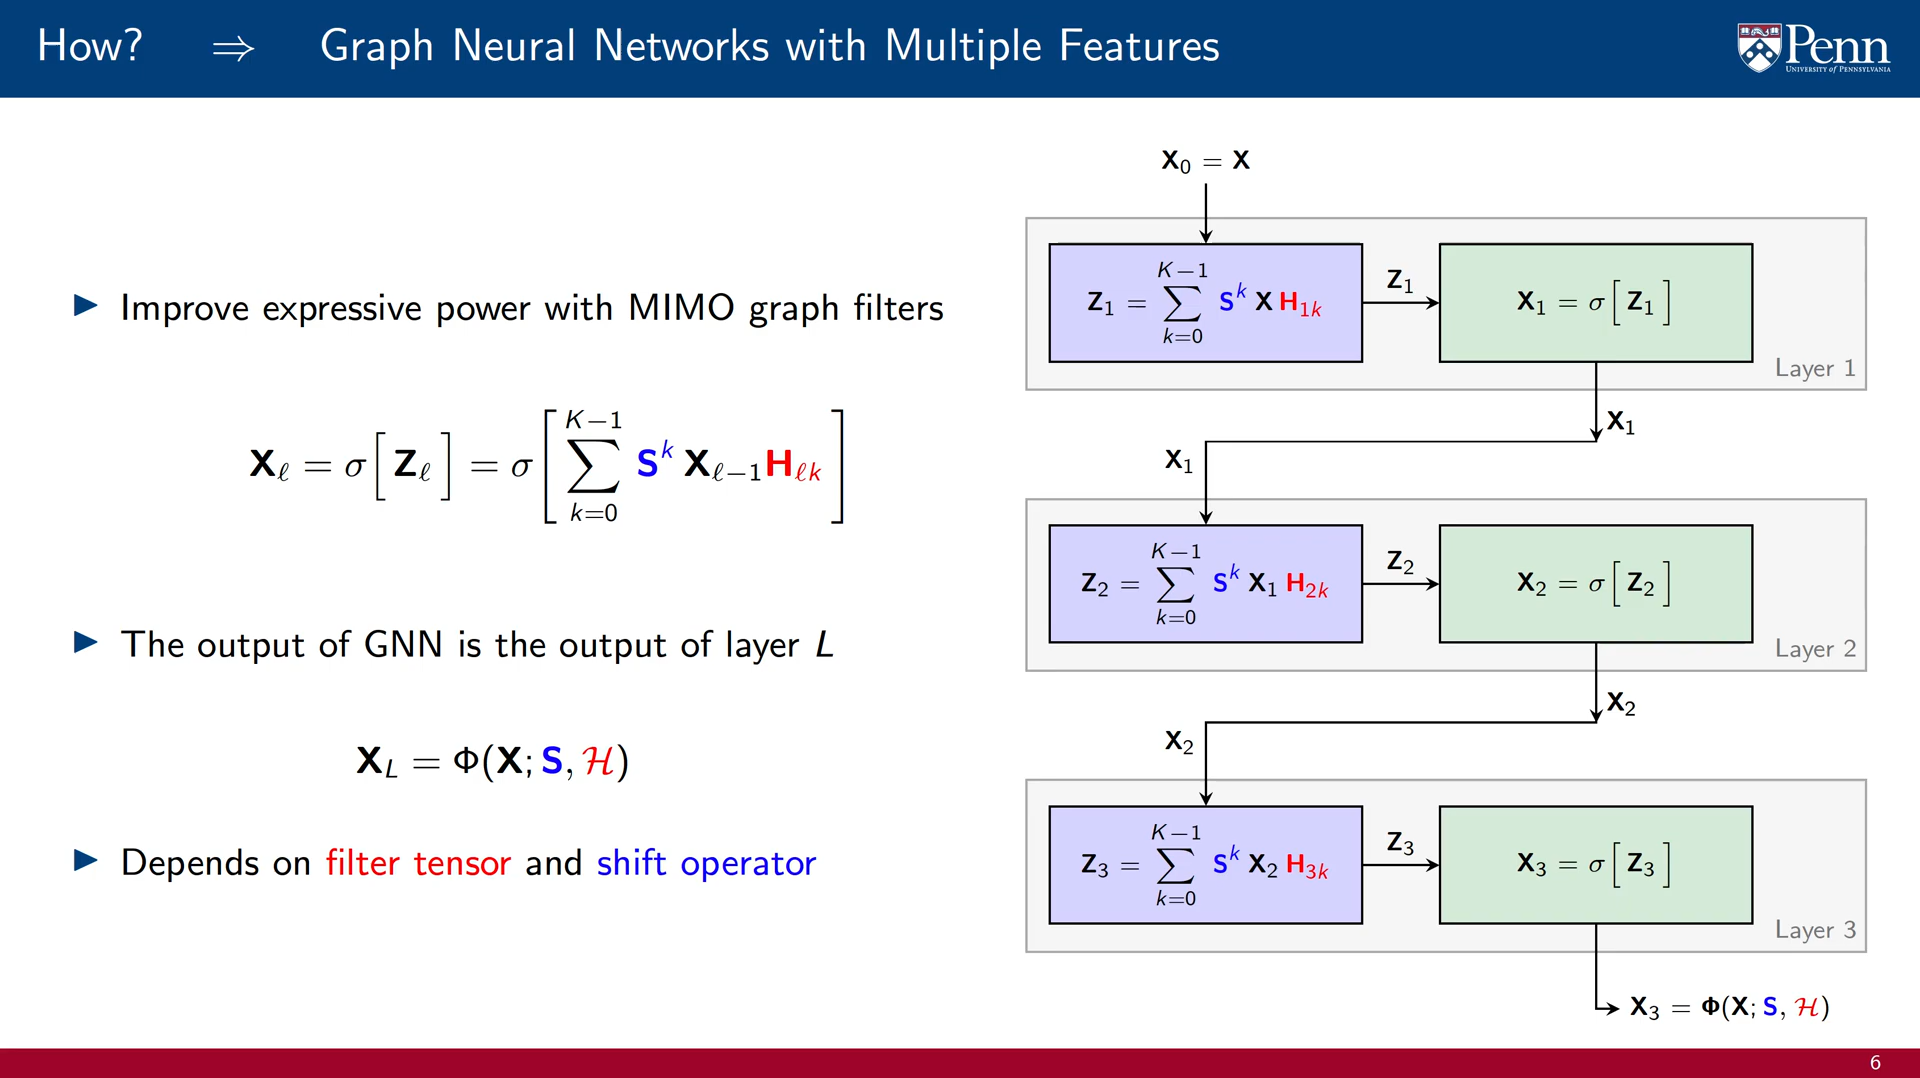 How? ⇒ Graph Neural Networks with Multiple Features
Penn
UNIVERSITY of PENNSYLVANIA
▶ Improve expressive power with MIMO graph filters
X_ℓ = σ[ Z_ℓ ] = σ[ ∑_{k=0}^{K−1} S^k X_{ℓ−1} H_{ℓk} ]
▶ The output of GNN is the output of layer L
X_L = Φ(X; S, ℋ)
▶ Depends on filter tensor and shift operator
X_0 = X
Z_1 = ∑_{k=0}^{K−1} S^k X H_{1k}
Z_1
X_1 = σ[ Z_1 ]
Layer 1
X_1
X_1
Z_2 = ∑_{k=0}^{K−1} S^k X_1 H_{2k}
Z_2
X_2 = σ[ Z_2 ]
Layer 2
X_2
X_2
Z_3 = ∑_{k=0}^{K−1} S^k X_2 H_{3k}
Z_3
X_3 = σ[ Z_3 ]
Layer 3
X_3 = Φ(X; S, ℋ)
6